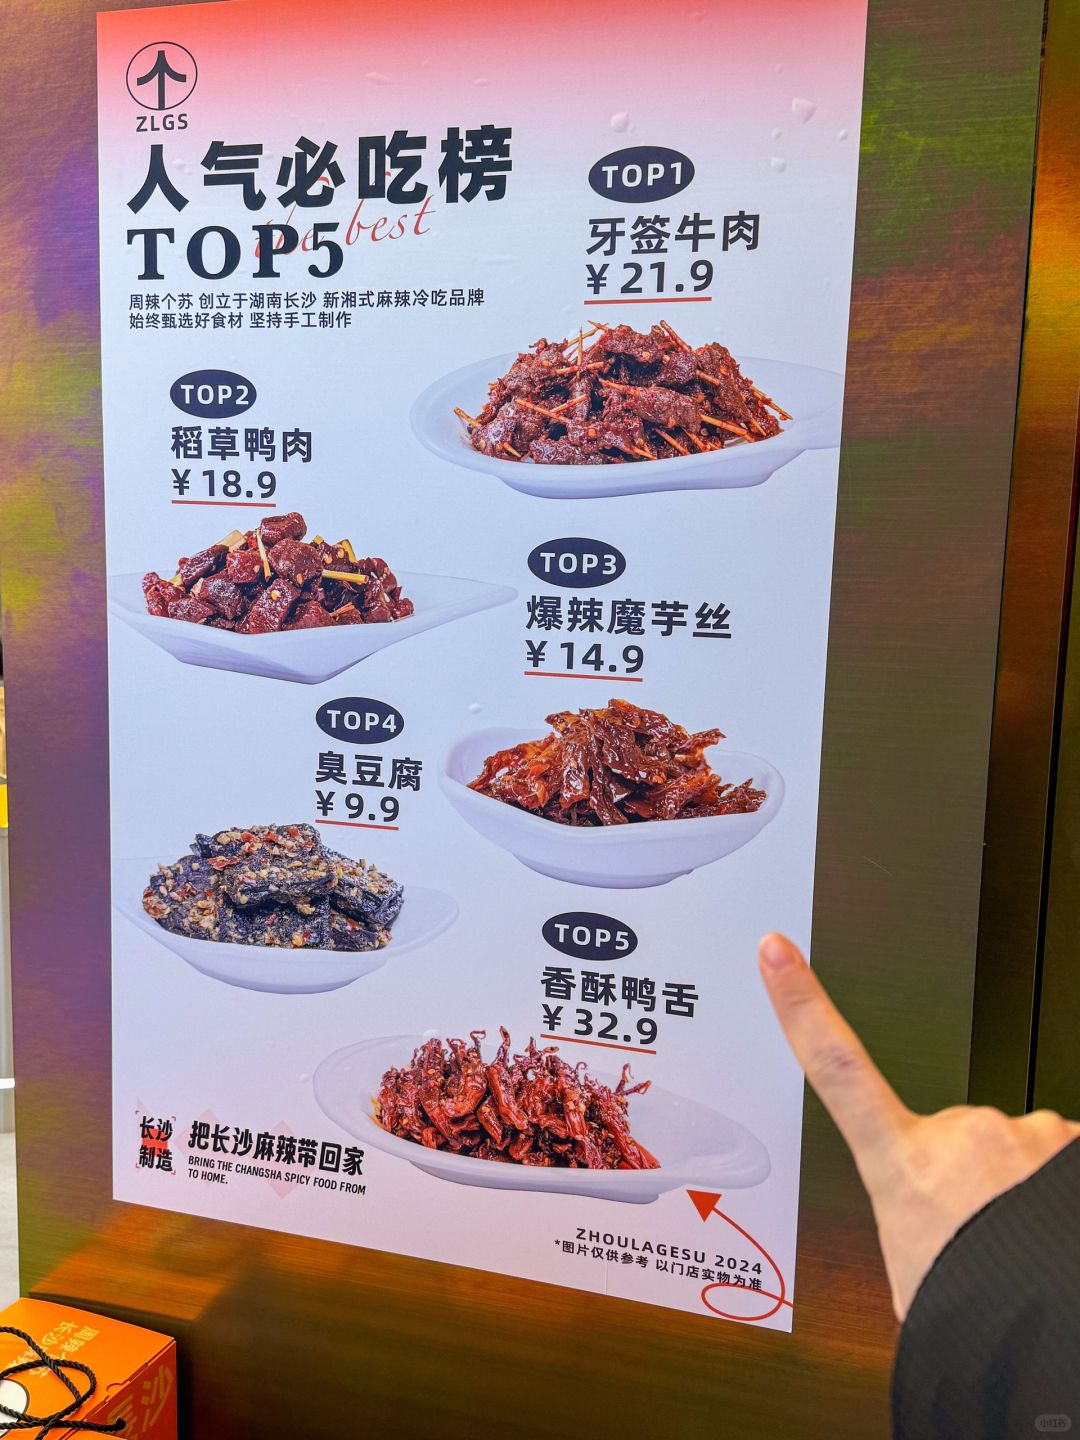 ZLGS
人气必吃榜
the best
TOP5
周辣个苏 创立于湖南长沙 新湘式麻辣冷吃品牌
始终甄选好食材 坚持手工制作
TOP1
牙签牛肉
¥ 21.9
TOP2
稻草鸭肉
¥ 18.9
TOP3
爆辣魔芋丝
¥ 14.9
TOP4
臭豆腐
¥ 9.9
TOP5
香酥鸭舌
¥ 32.9
长沙
制造
把长沙麻辣带回家
BRING THE CHANGSHA SPICY FOOD FROM
TO HOME.
ZHOULAGESU 2024
*图片仅供参考 以门店实物为准
小红书